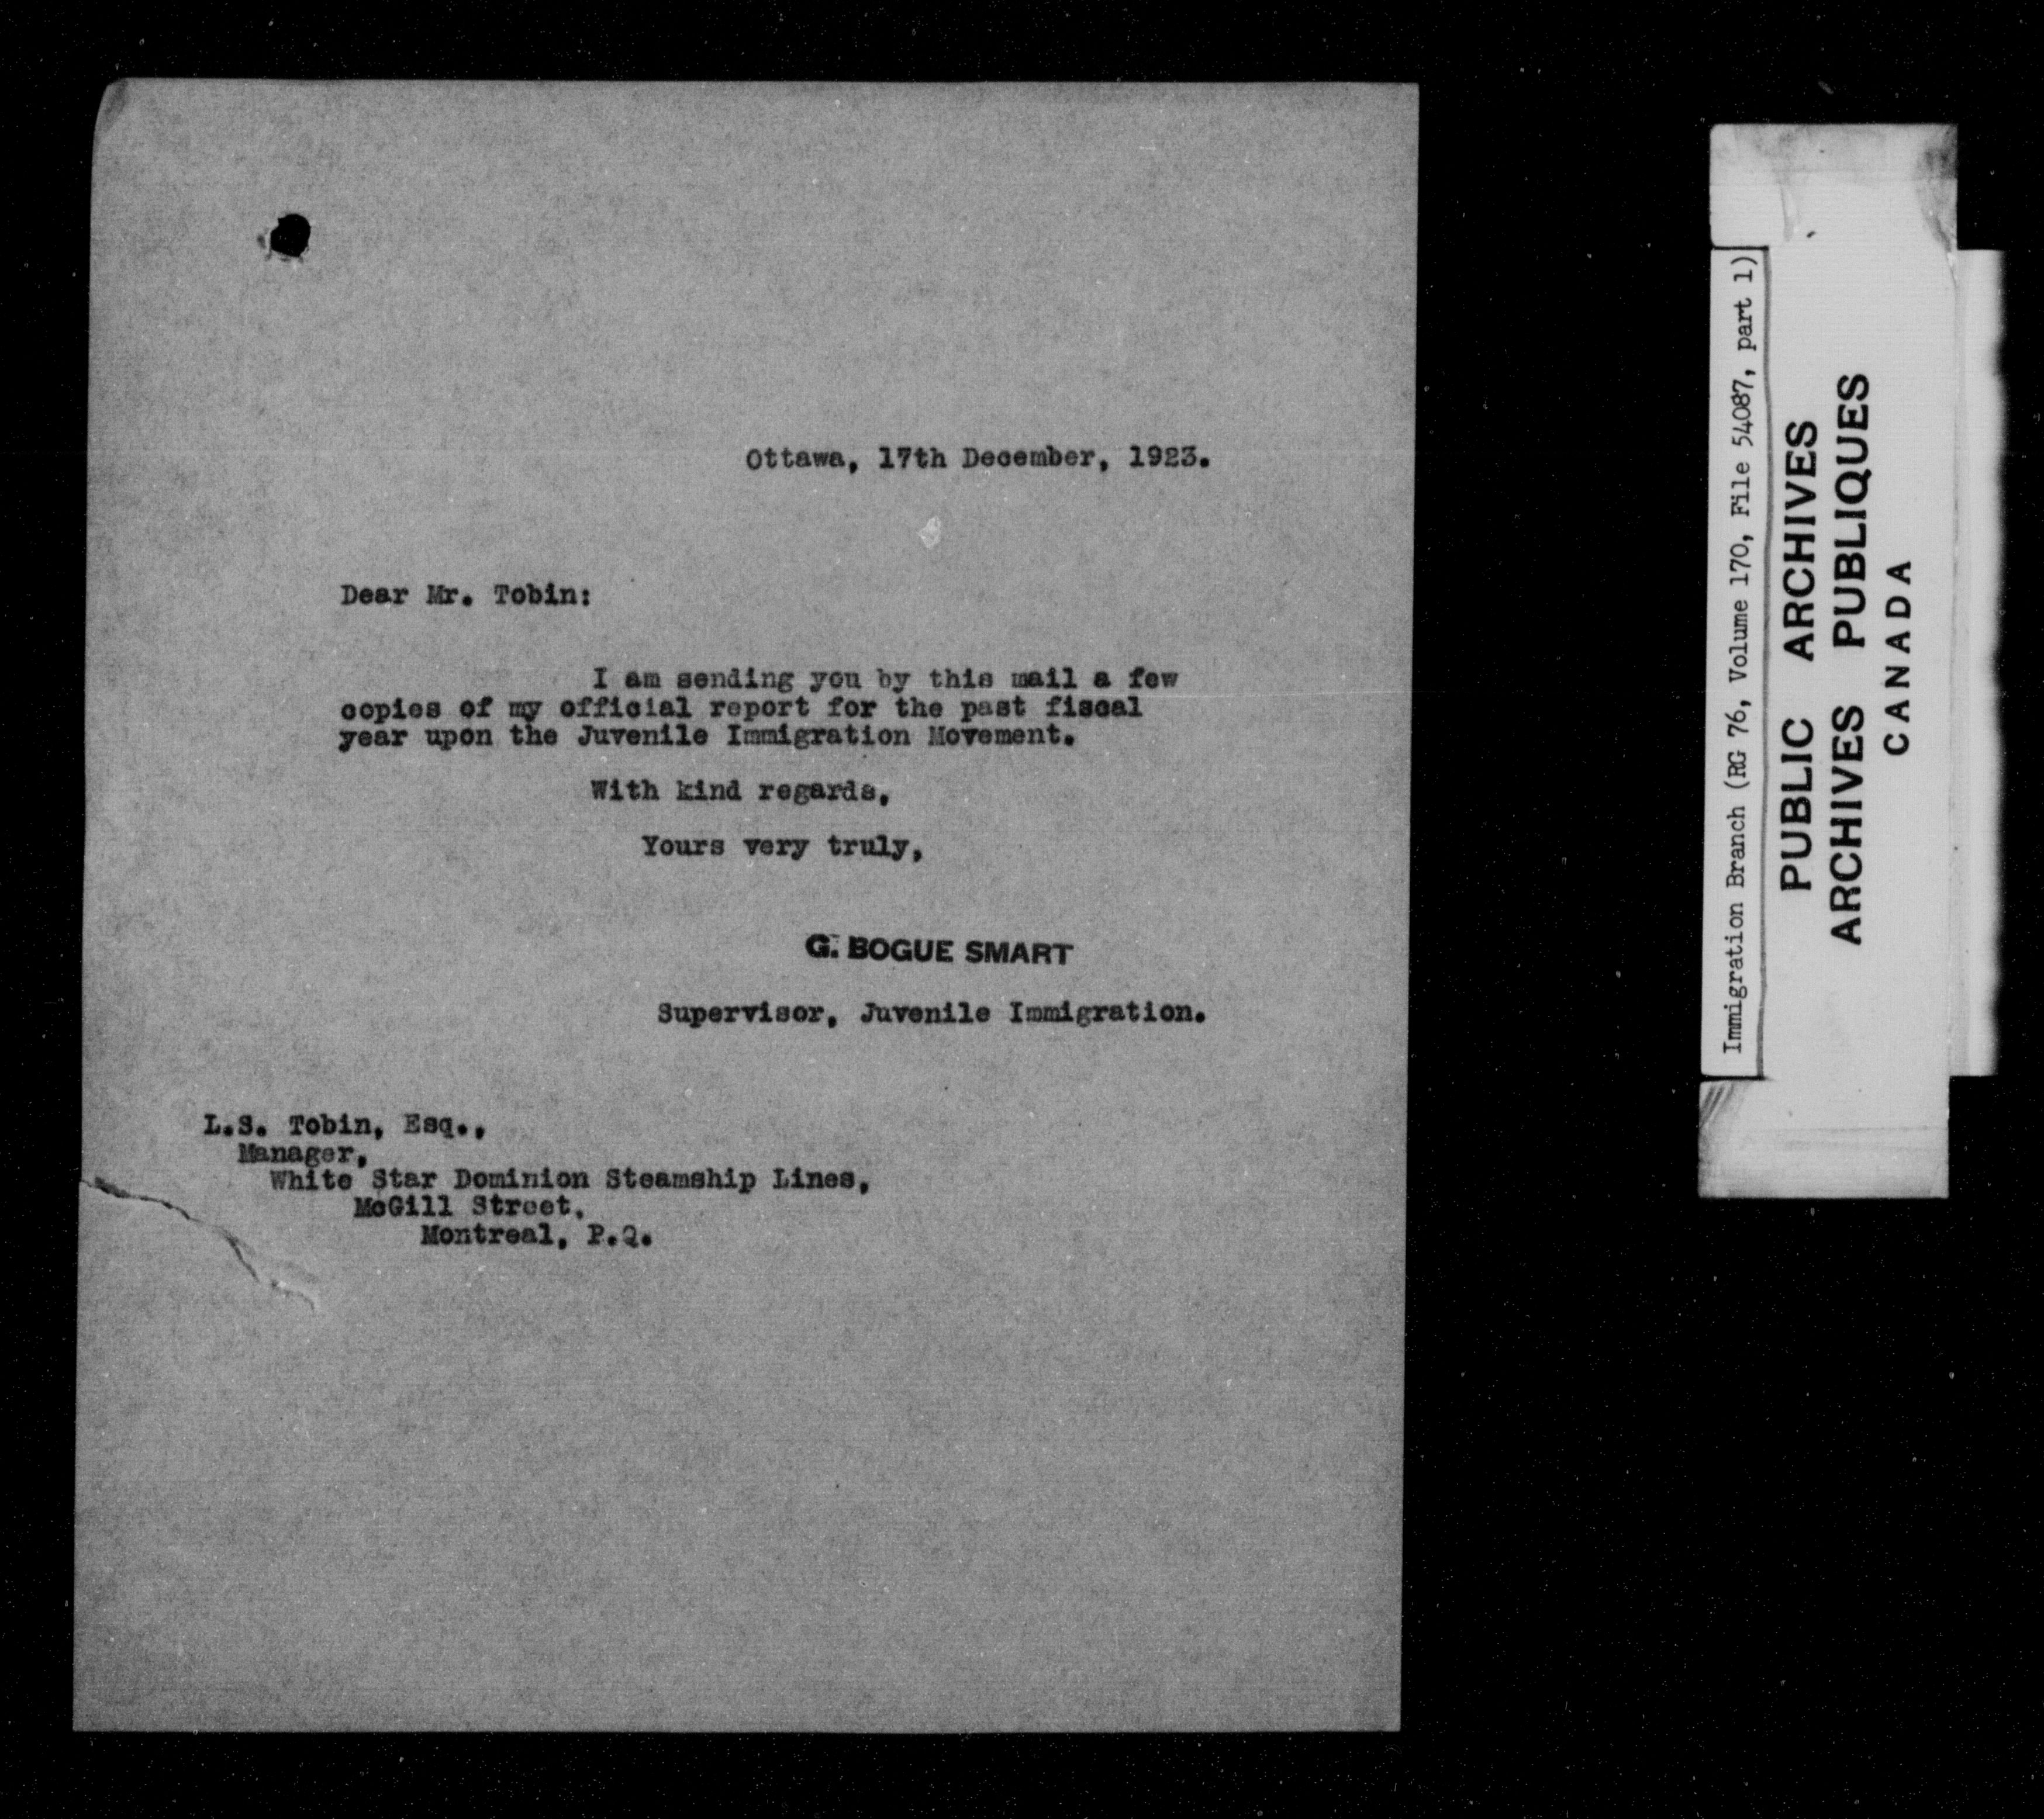 Ottawa, 17th December, 1923.
Dear Mr. Tobin:
I am sending you by this mail a few
copies of my official report for the past fiscal
year upon the Juvenile Immigration Movement.
With kind regards,
Yours very truly,
G. BOGUE SMART
Supervisor, Juvenile Immigration.
L.S. Tobin, Esq.,
Manager,
White Star Dominion Steamship Lines,
McGill Street,
Montreal, P.Q.
Immigration Branch (RG 76, Volume 170, File 54087, part 1)
PUBLIC ARCHIVES
ARCHIVES PUBLIQUES
CANADA